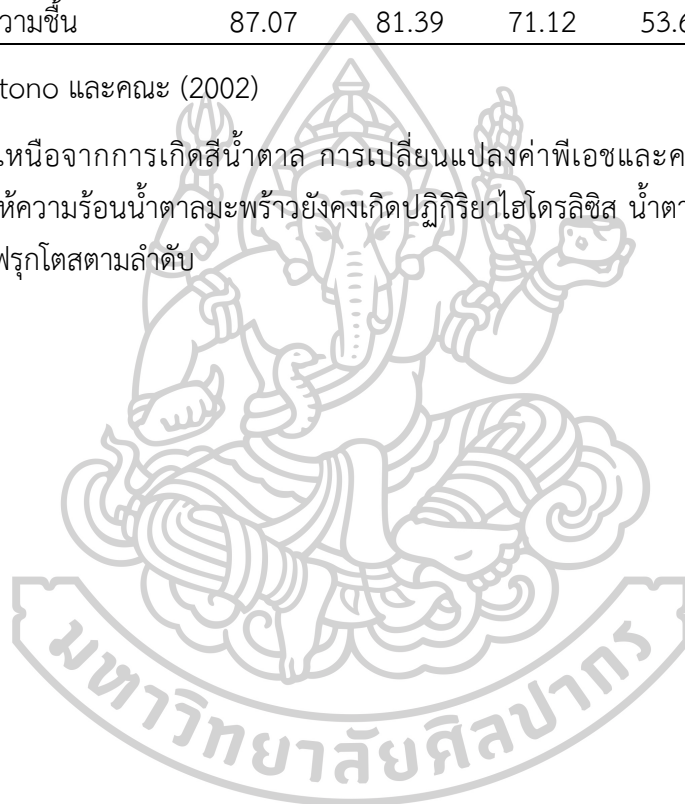 วามชื้น 87.07 81.39 71.12 53.6
tono และคณะ (2002)
เหนือจากการเกิดสีน้ำตาล การเปลี่ยนแปลงค่าพีเอชและค
ห้ความร้อนน้ำตาลมะพร้าวยังคงเกิดปฏิกิริยาไฮโดรลิซิส น้ำตา
ฟรุกโตสตามลำดับ
มหาวิทยาลัยศิลปากร